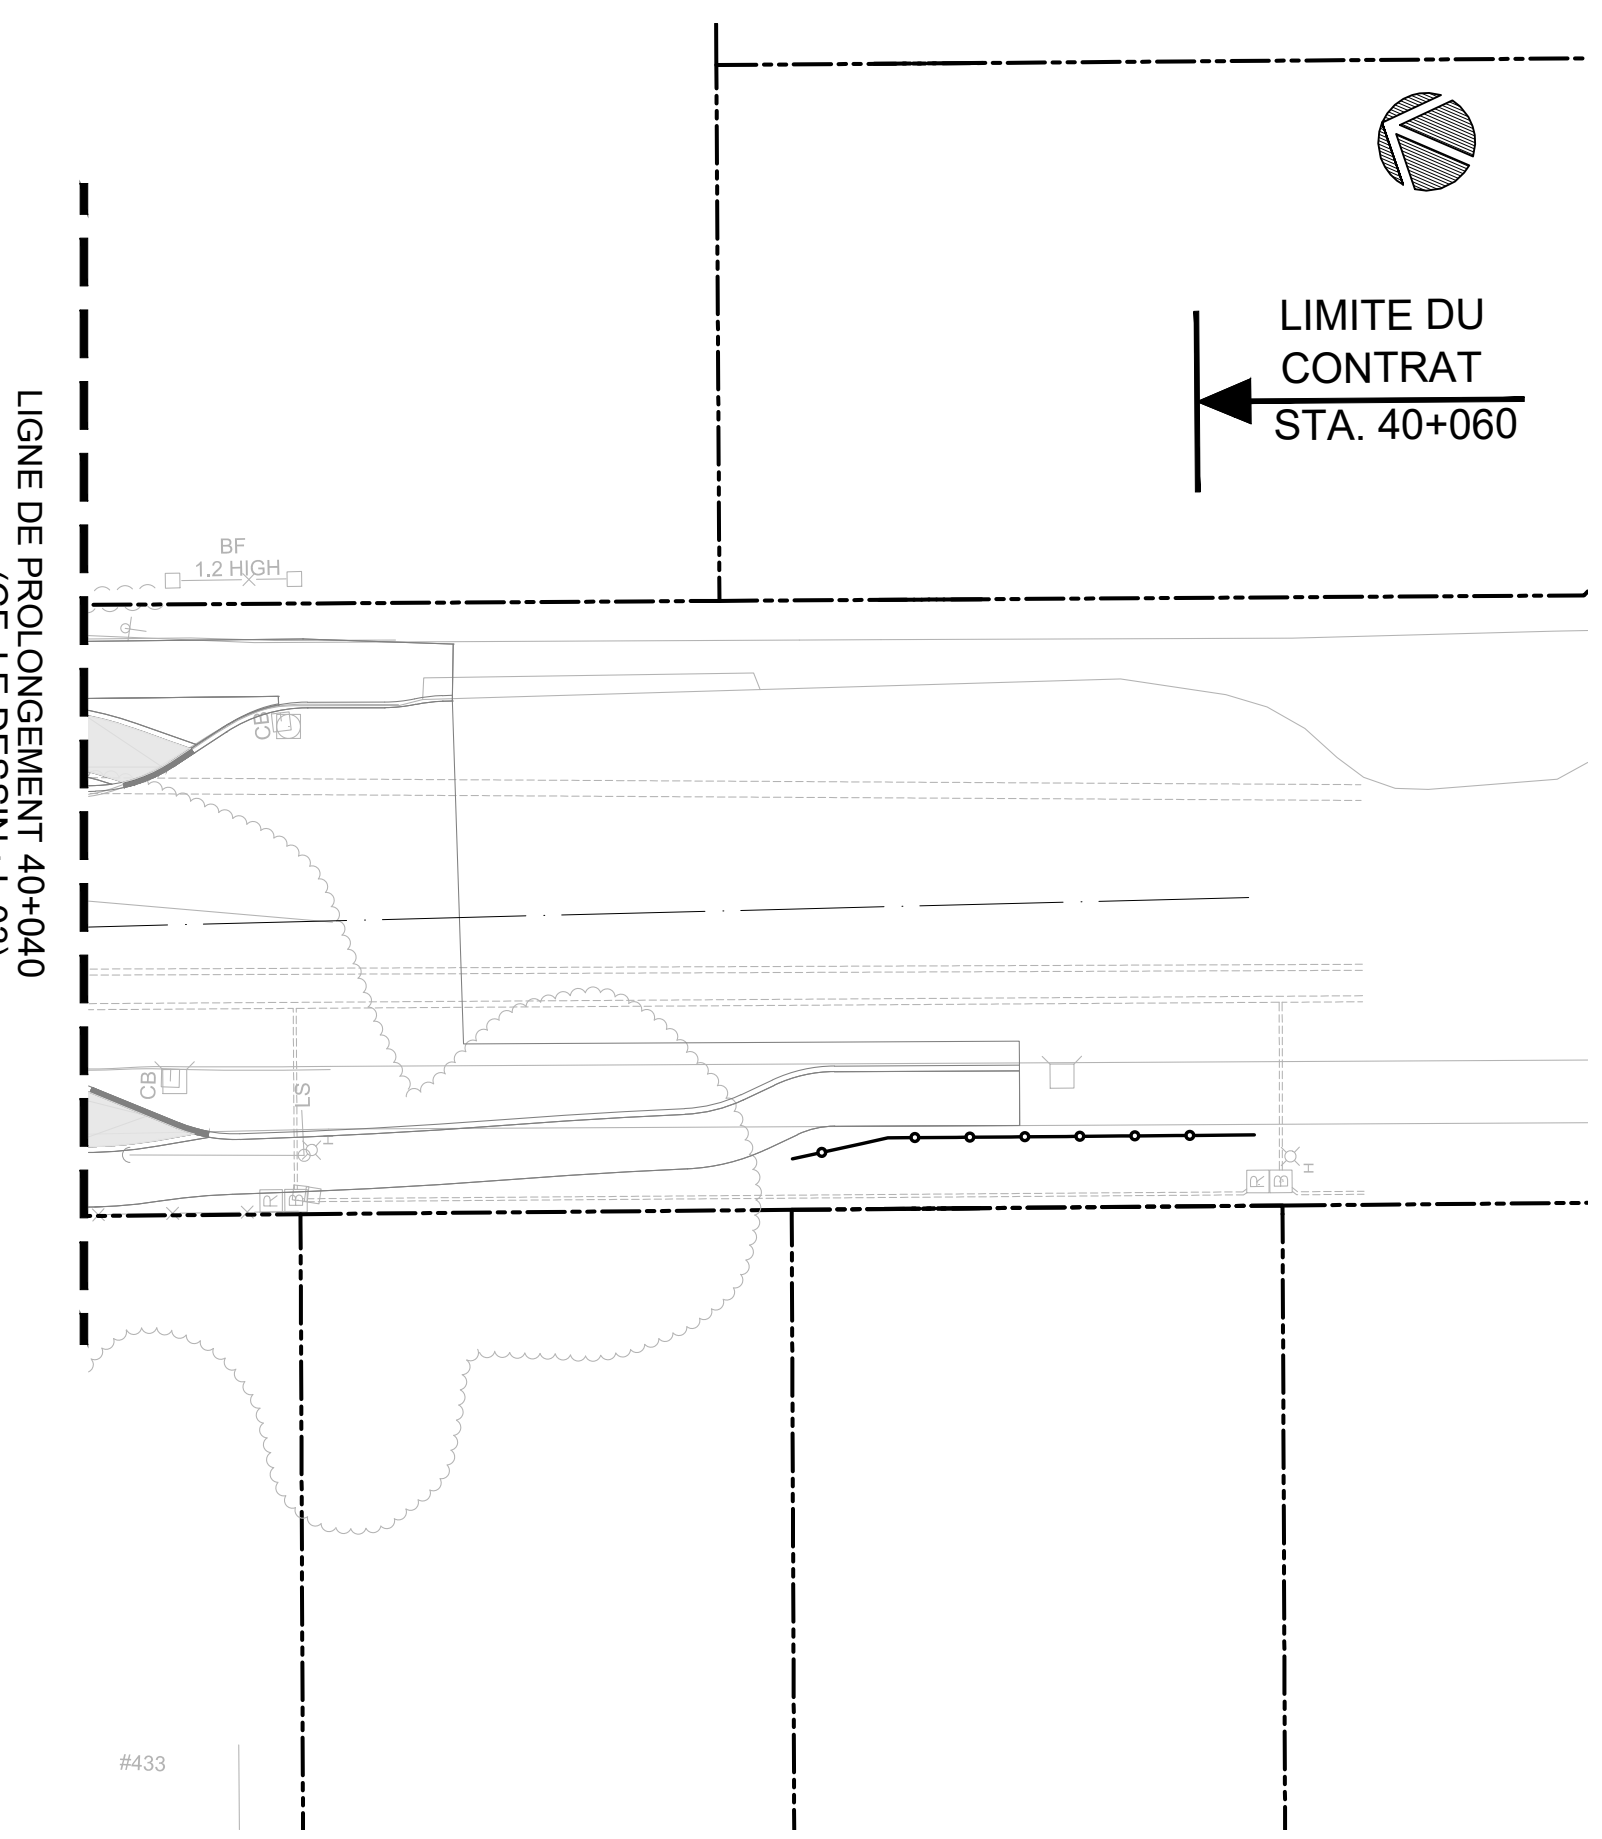 LIMITE DU
CONTRAT
STA. 40+060
LIGNE DE PROLONGEMENT 40+040
BF
1.2 HIGH
CB
CB
LS
H
R B
R B
H
#433